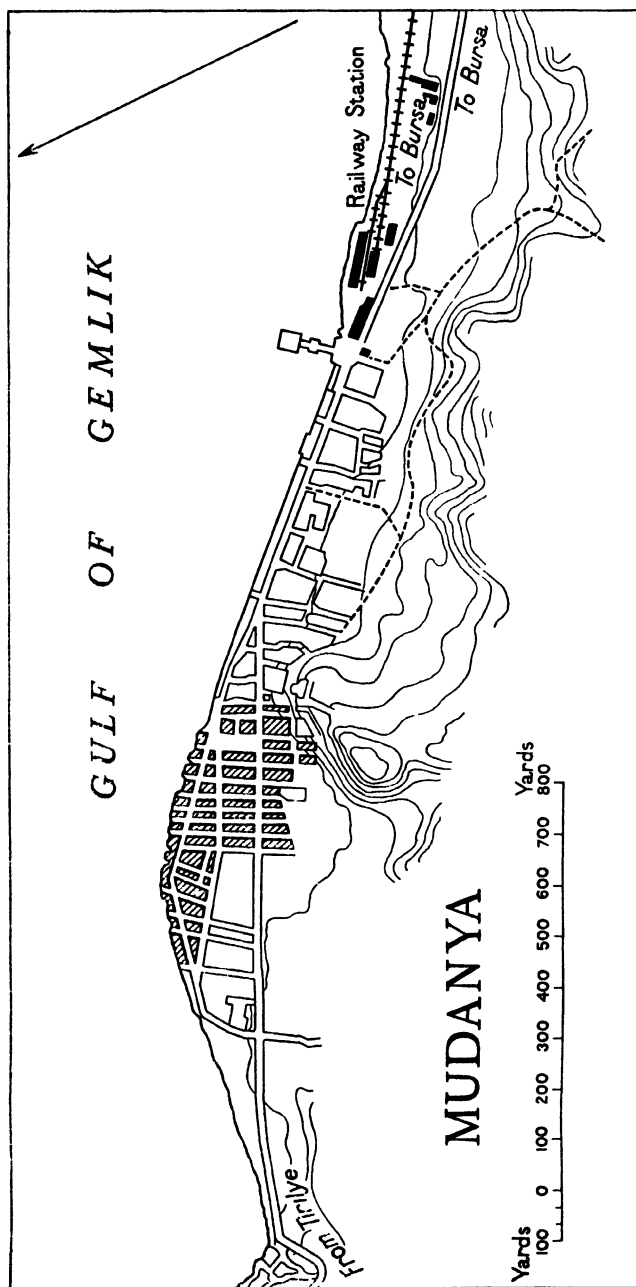 GULF OF GEMLIK
Railway Station
To Bursa
To Bursa
From Tirilye
MUDANYA
Yards 100 0 100 200 300 400 500 600 700 800 Yards